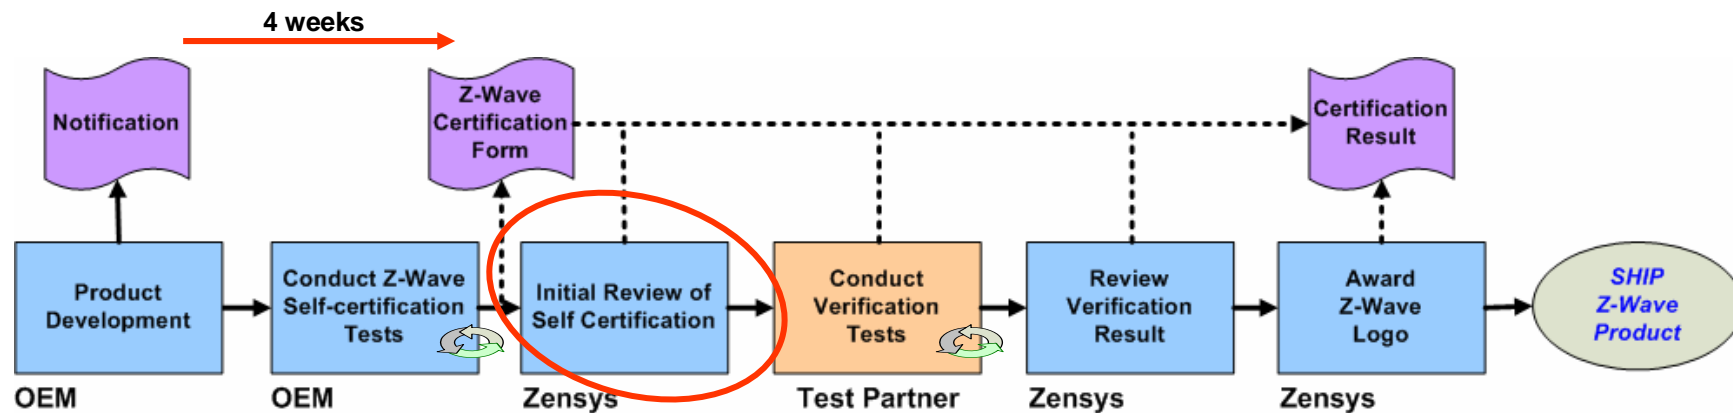 4 weeks
Notification
Z-Wave
Certification
Form
Certification
Result
Product
Development
Conduct Z-Wave
Self-certification
Tests
Initial Review of
Self Certification
Conduct
Verification
Tests
Review
Verification
Result
Award
Z-Wave
Logo
SHIP
Z-Wave
Product
OEM
OEM
Zensys
Test Partner
Zensys
Zensys